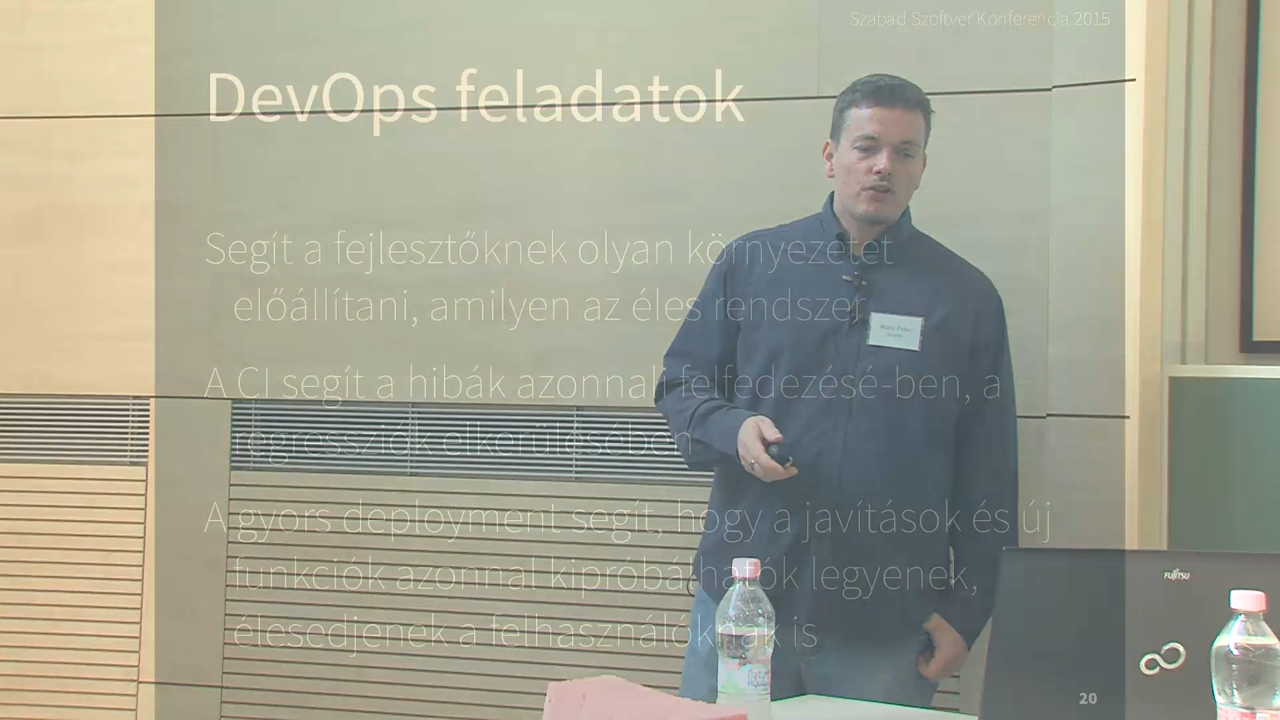 Szabad Szoftver Konferencia 2015
DevOps feladatok
Segít a fejlesztőknek olyan környezetet
előállítani, amilyen az éles rendszer
A CI segít a hibák azonnali felfedezésé-ben, a
regressziók elkerülésében
A gyors deployment segít, hogy a javítások és új
funkciók azonnal kipróbálhatók legyenek,
élesedjenek a felhasználóknak is
FUJITSU
20